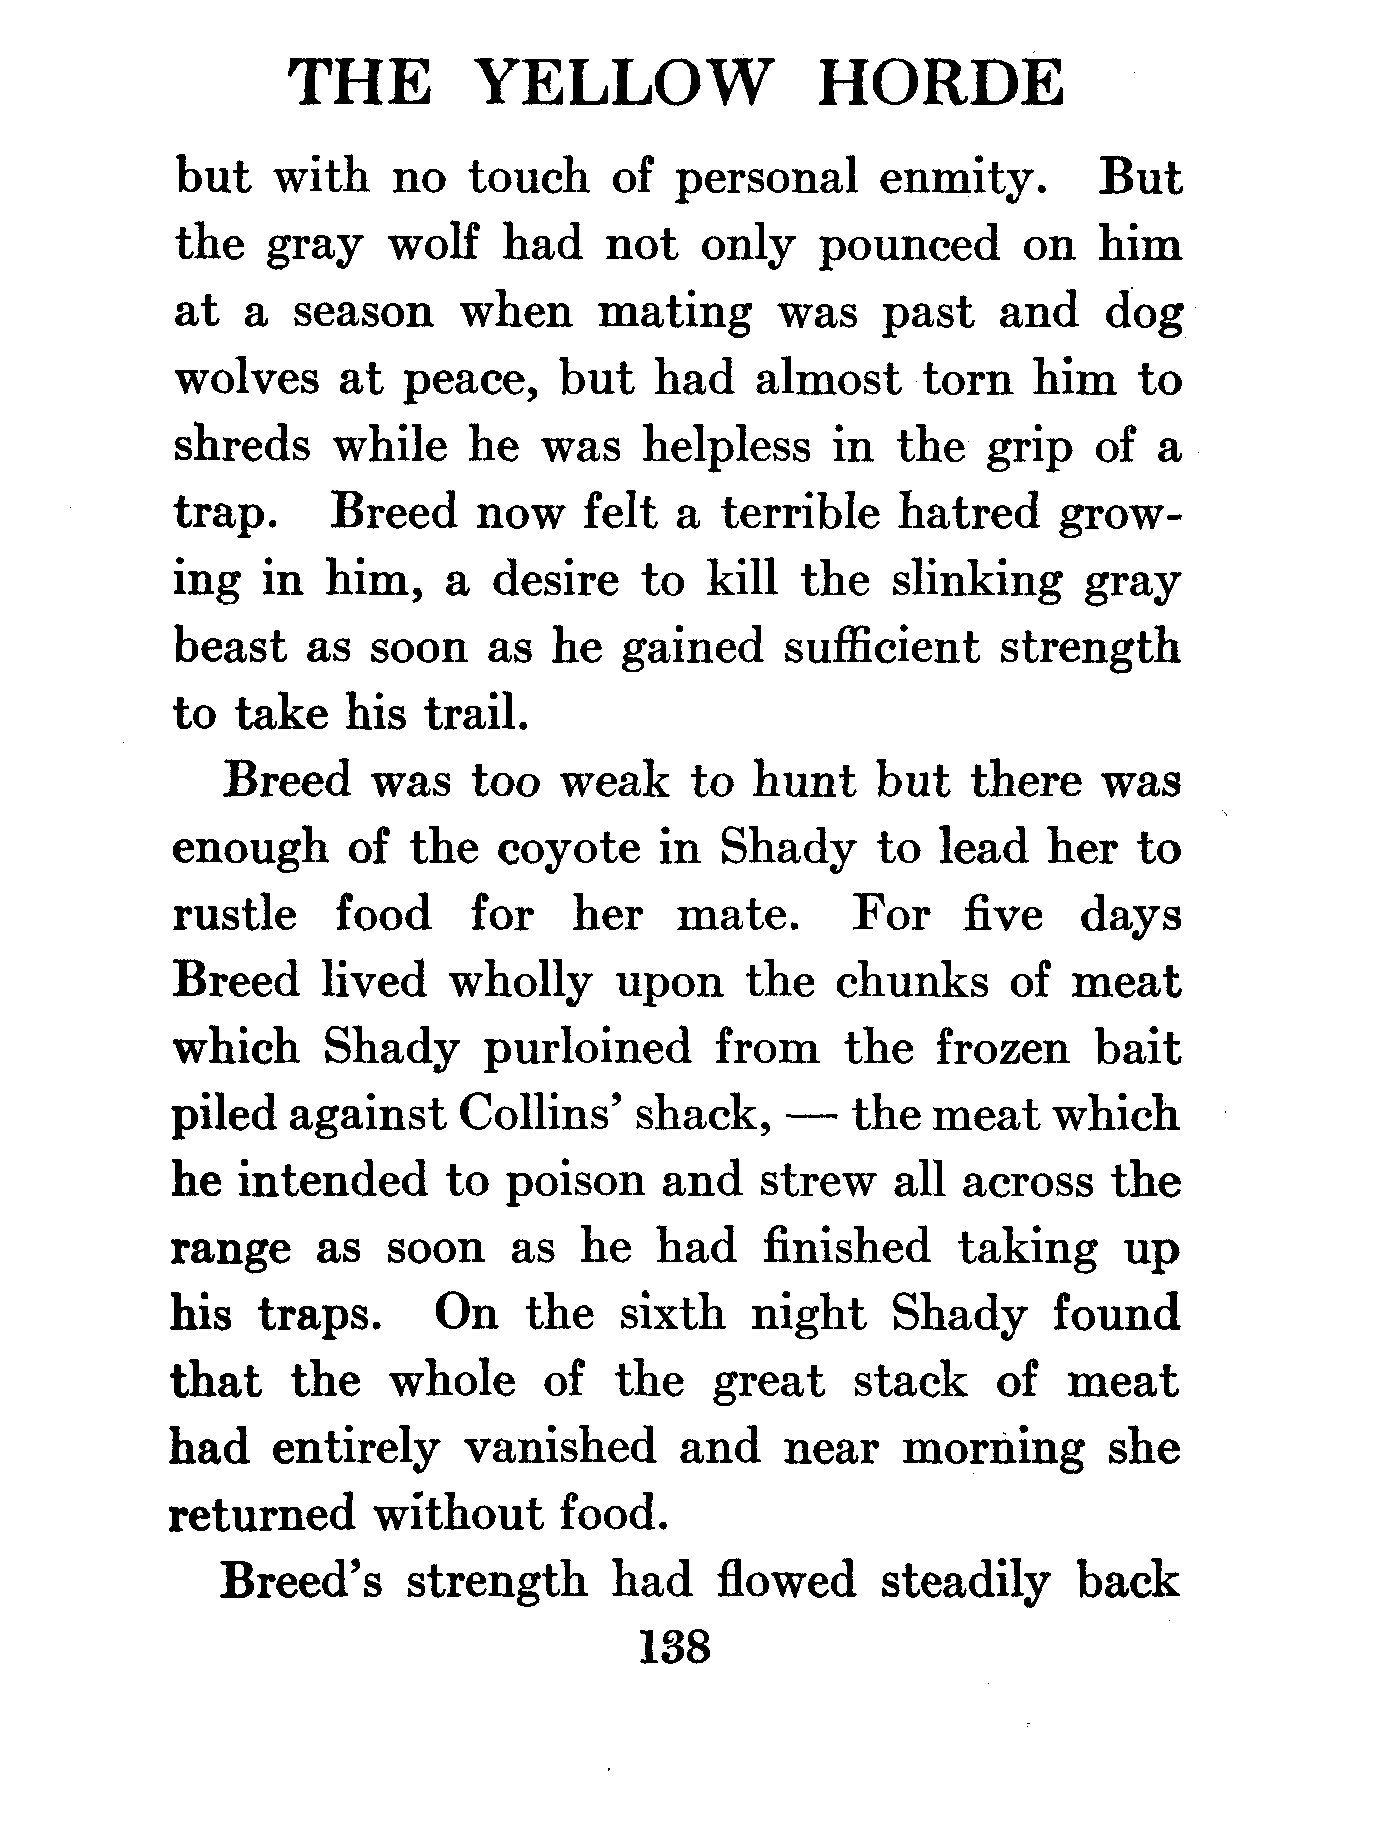 THE YELLOW HORDE
but with no touch of personal enmity. But
the gray wolf had not only pounced on him
at a season when mating was past and dog
wolves at peace, but had almost torn him to
shreds while he was helpless in the grip of a
trap. Breed now felt a terrible hatred grow-
ing in him, a desire to kill the slinking gray
beast as soon as he gained sufficient strength
to take his trail.
Breed was too weak to hunt but there was
enough of the coyote in Shady to lead her to
rustle food for her mate. For five days
Breed lived wholly upon the chunks of meat
which Shady purloined from the frozen bait
piled against Collins' shack, — the meat which
he intended to poison and strew all across the
range as soon as he had finished taking up
his traps. On the sixth night Shady found
that the whole of the great stack of meat
had entirely vanished and near morning she
returned without food.
Breed's strength had flowed steadily back
138